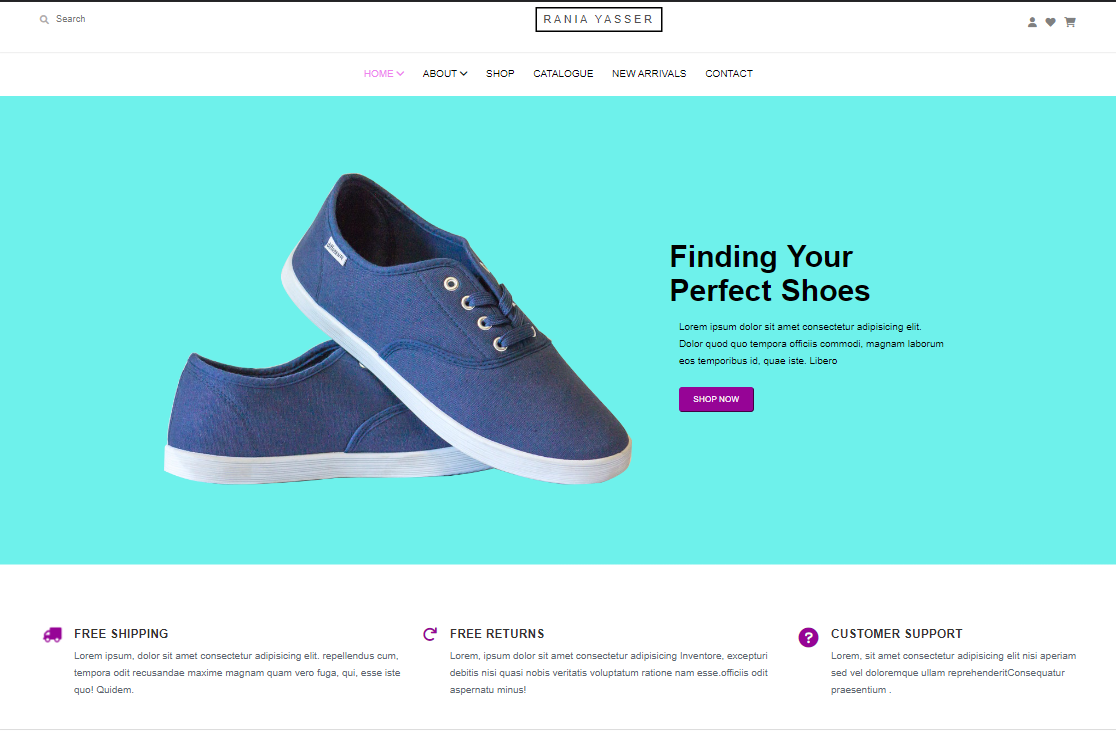 Search
RANIA YASSER
HOME ABOUT SHOP CATALOGUE NEW ARRIVALS CONTACT
Finding Your
Perfect Shoes
Lorem ipsum dolor sit amet consectetur adipisicing elit.
Dolor quod quo tempora officiis commodi, magnam laborum
eos temporibus id, quae iste. Libero
SHOP NOW
FREE SHIPPING
Lorem ipsum, dolor sit amet consectetur adipisicing elit. repellendus cum,
tempora odit recusandae maxime magnam quam vero fuga, qui, esse iste
quo! Quidem.
FREE RETURNS
Lorem, ipsum dolor sit amet consectetur adipisicing Inventore, excepturi
debitis nisi quasi nobis veritatis voluptatum ratione nam esse.officiis odit
aspernatu minus!
CUSTOMER SUPPORT
Lorem, sit amet consectetur adipisicing elit nisi aperiam
sed vel doloremque ullam reprehenderitConsequatur
praesentium .